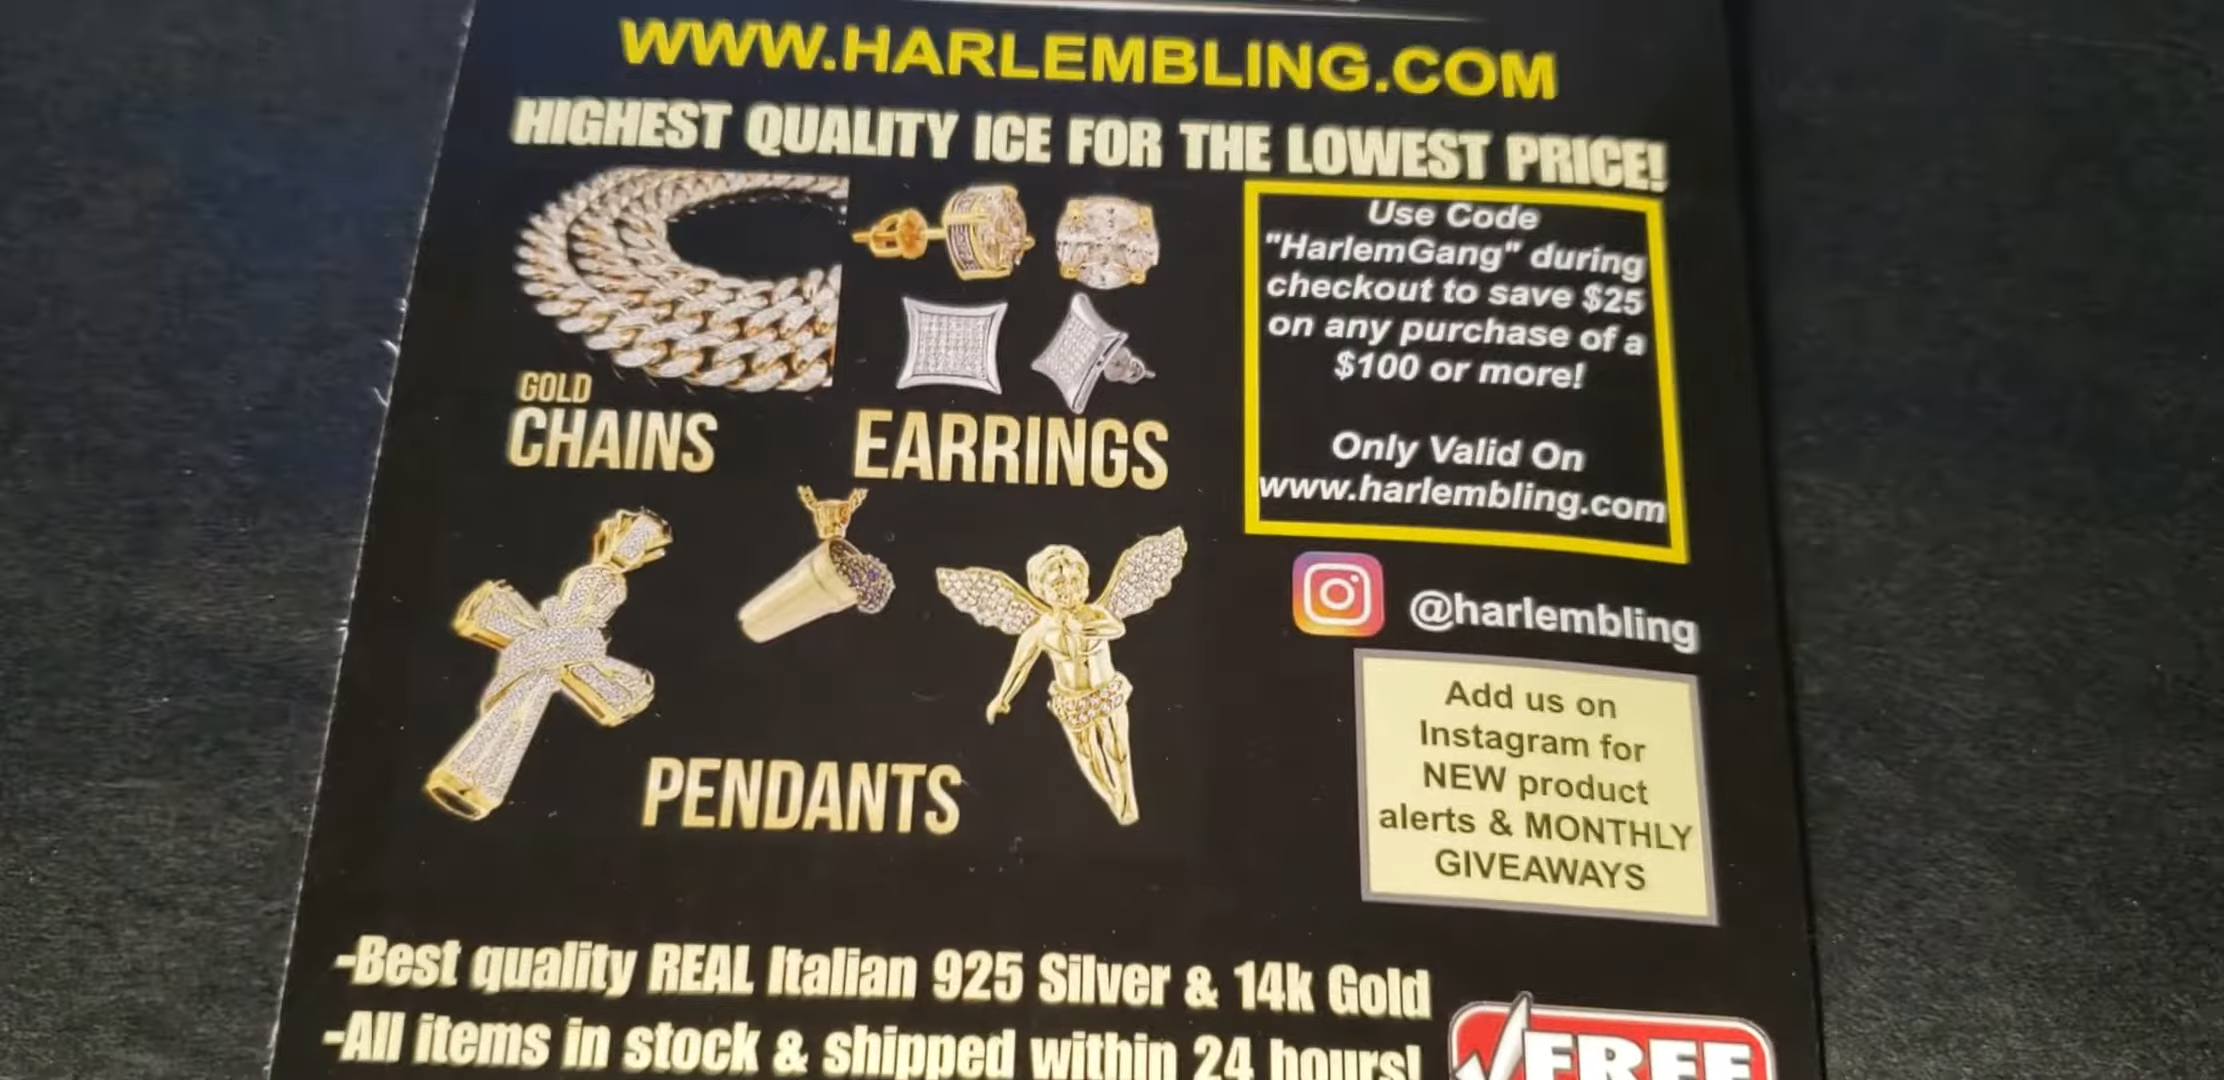 WWW.HARLEMBLING.COM
HIGHEST QUALITY ICE FOR THE LOWEST PRICE!
GOLD
CHAINS
EARRINGS
PENDANTS
Use Code
"HarlemGang" during
checkout to save $25
on any purchase of a
$100 or more!
Only Valid On
www.harlembling.com
@harlembling
Add us on
Instagram for
NEW product
alerts & MONTHLY
GIVEAWAYS
-Best quality REAL Italian 925 Silver & 14k Gold
-All items in stock & shipped within 24 hours!
FREE